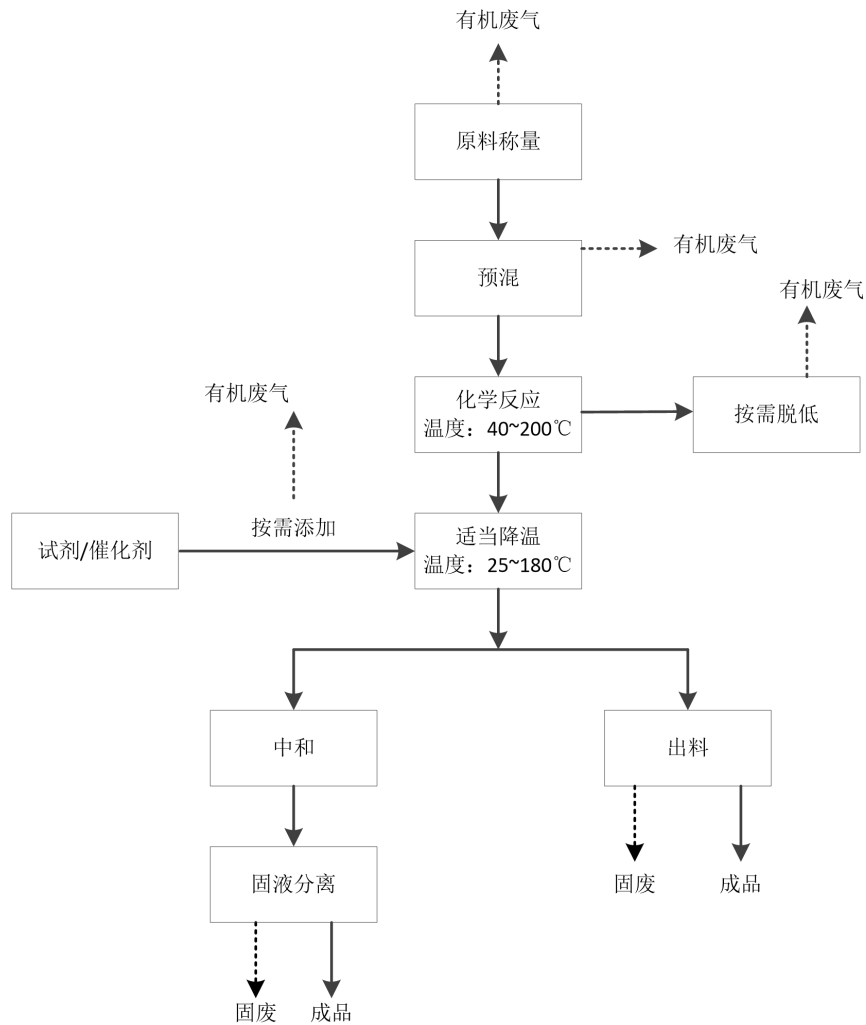 有机废气
原料称量
有机废气
预混
有机废气
有机废气
化学反应
温度：40~200℃
按需脱低
试剂/催化剂
按需添加
适当降温
温度：25~180℃
中和
出料
固液分离
固废
成品
固废
成品